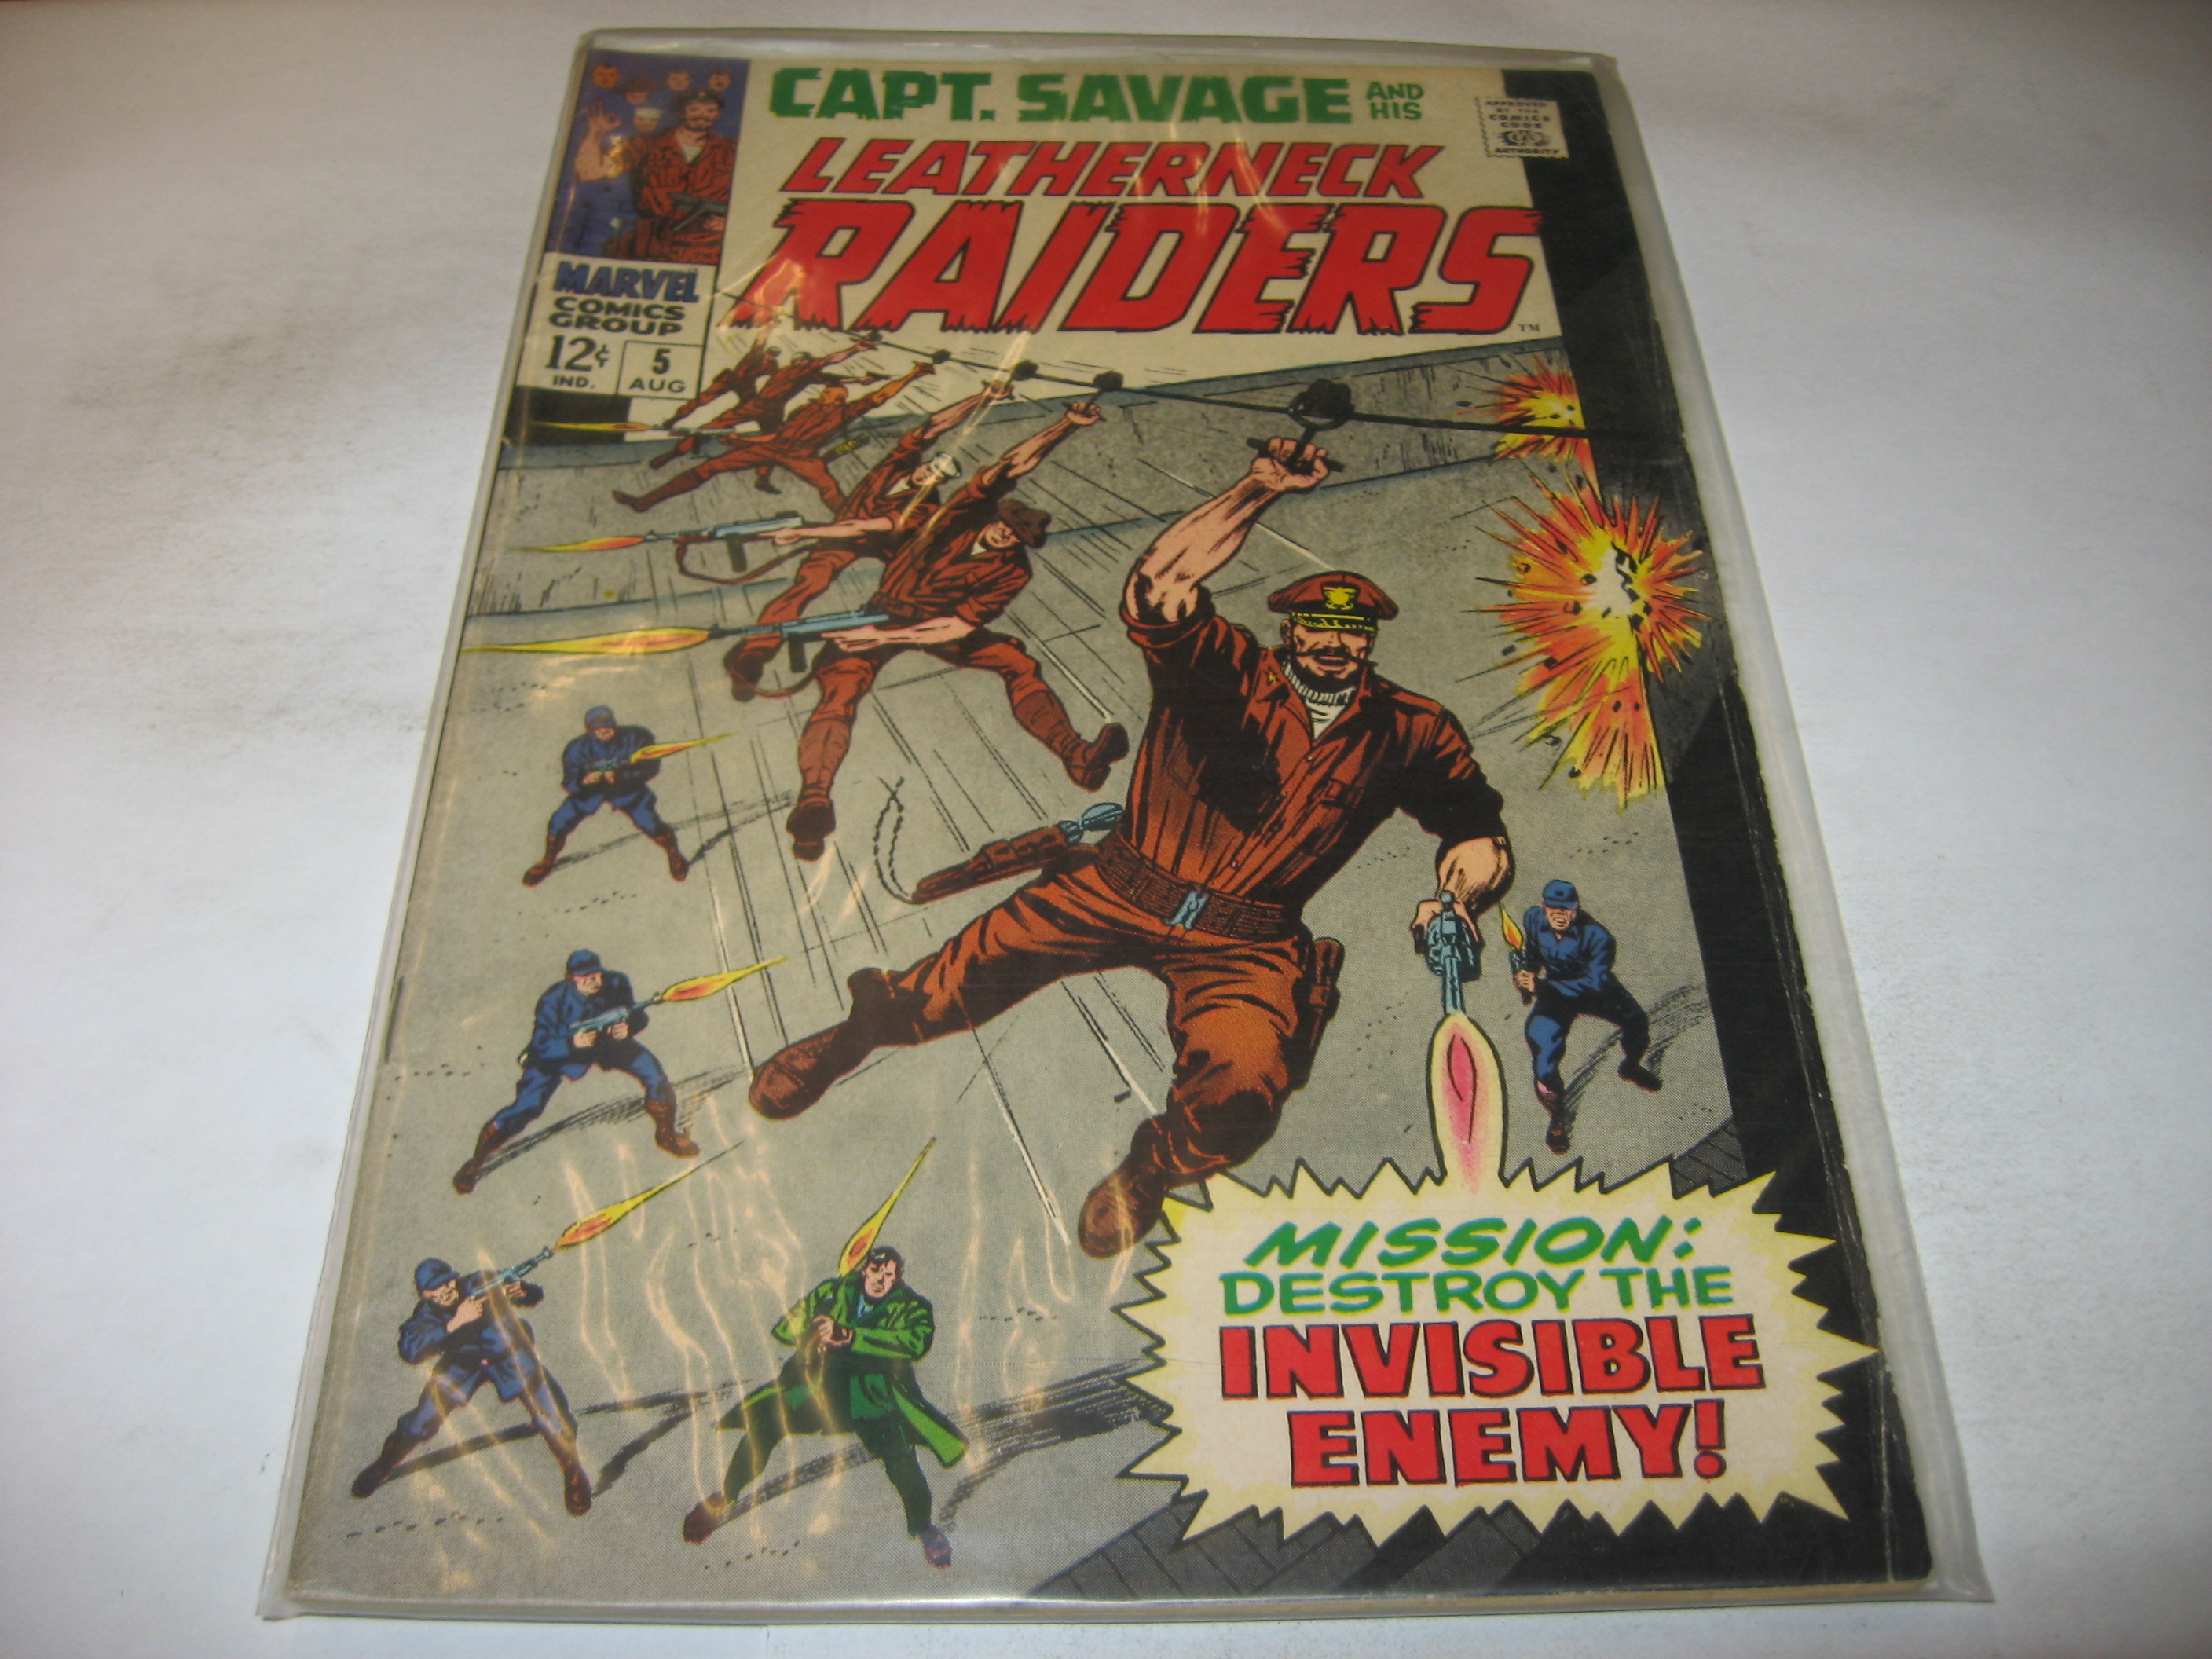 CAPT. SAVAGE AND HIS
LEATHERNECK
RAIDERS
TM
APPROVED
BY THE
COMICS
CODE
AUTHORITY
MARVEL
COMICS
GROUP
12¢
IND.
5
AUG
MISSION:
DESTROY THE
INVISIBLE
ENEMY!